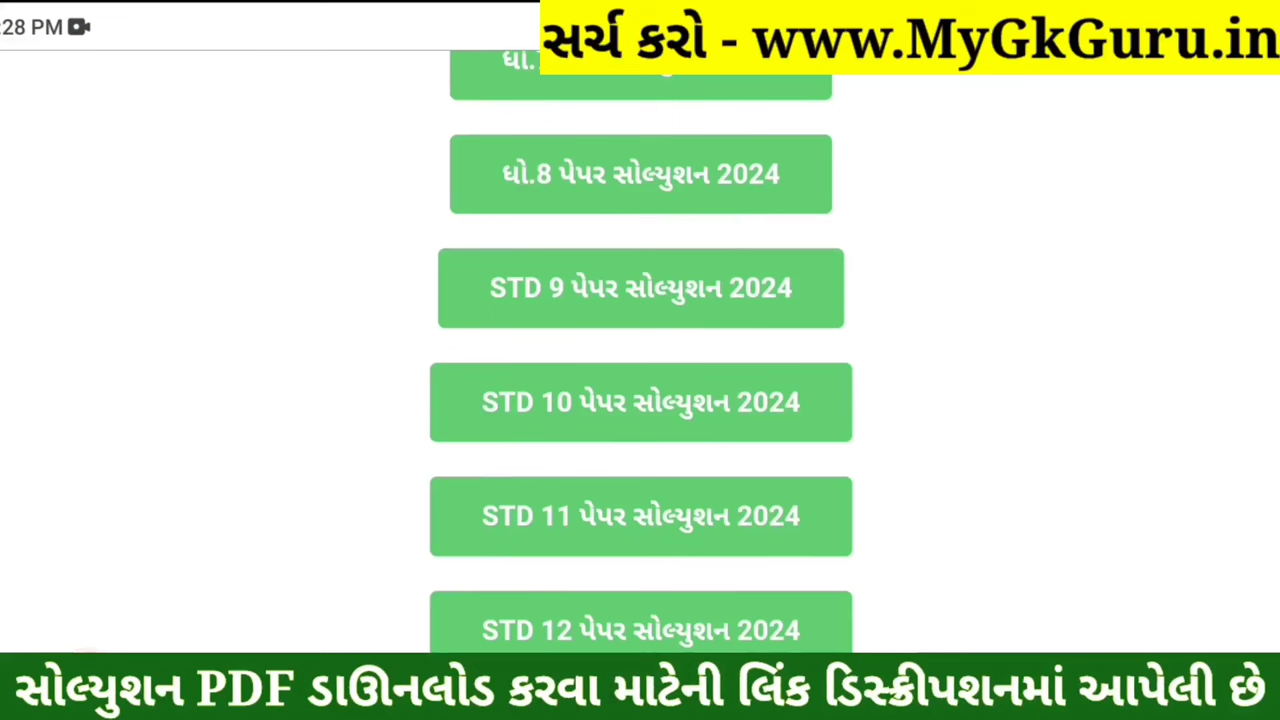 :28 PM
સર્ચ કરો - www.MyGkGuru.in
ધો.8 પેપર સોલ્યુશન 2024
STD 9 પેપર સોલ્યુશન 2024
STD 10 પેપર સોલ્યુશન 2024
STD 11 પેપર સોલ્યુશન 2024
STD 12 પેપર સોલ્યુશન 2024
સોલ્યુશન PDF ડાઊનલોડ કરવા માટેની લિંક ડિસ્ક્રીપશનમાં આપેલી છે